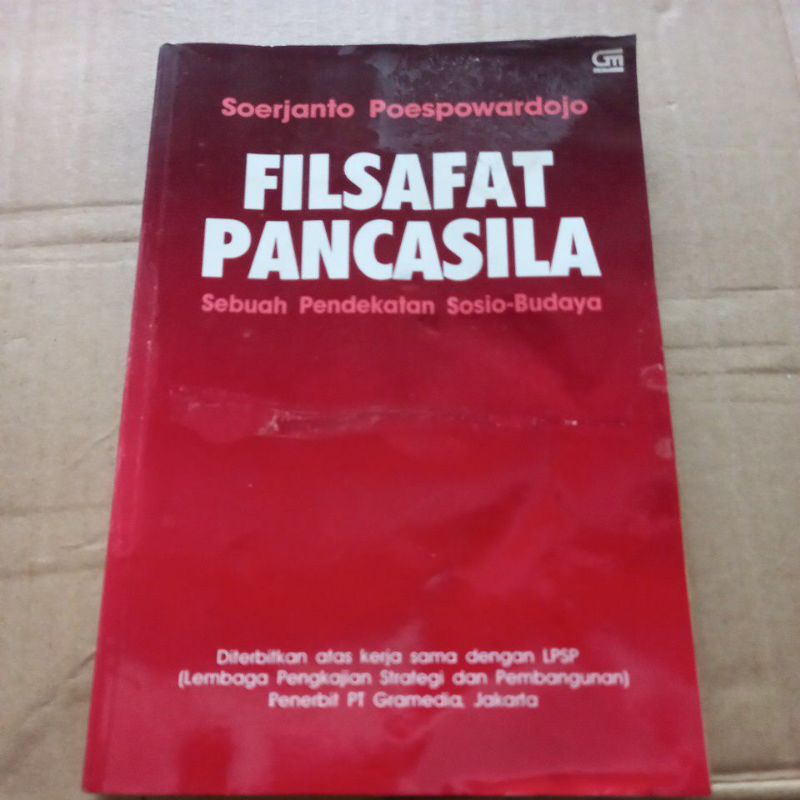 GM
Soerjanto Poespowardojo
FILSAFAT
PANCASILA
Sebuah Pendekatan Sosio-Budaya
Diterbitkan atas kerja sama dengan LPSP
(Lembaga Pengkajian Strategi dan Pembangunan)
Penerbit PT Gramedia, Jakarta